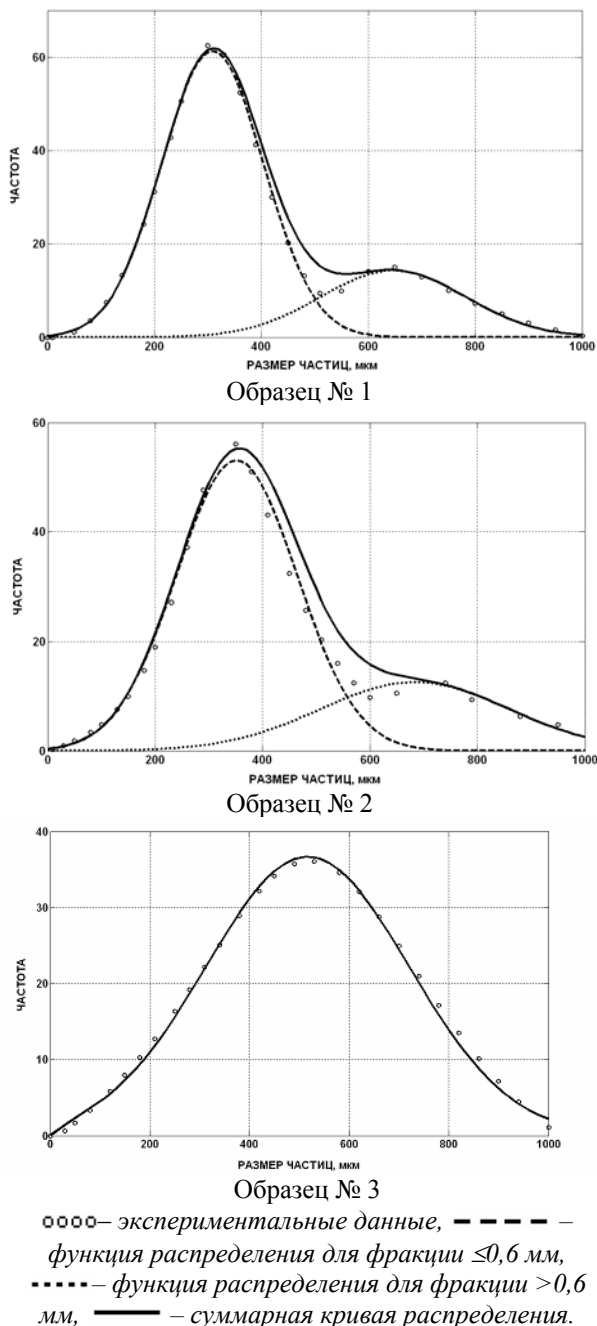 60
40
20
0
ЧАСТОТА
0 200 400 600 800 1000
РАЗМЕР ЧАСТИЦ, мкм
Образец № 1
60
40
20
0
ЧАСТОТА
0 200 400 600 800 1000
РАЗМЕР ЧАСТИЦ, мкм
Образец № 2
40
30
20
10
0
ЧАСТОТА
0 200 400 600 800 1000
РАЗМЕР ЧАСТИЦ, мкм
Образец № 3
– экспериментальные данные, –
функция распределения для фракции ≤0,6 мм,
– функция распределения для фракции >0,6
мм, – суммарная кривая распределения.